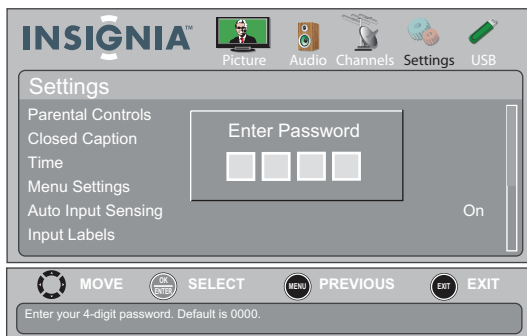 INSIGNIA™
Picture Audio Channels Settings USB
Settings
Parental Controls
Closed Caption
Time
Menu Settings
Auto Input Sensing On
Input Labels
Enter Password
MOVE OK ENTER SELECT MENU PREVIOUS EXIT EXIT
Enter your 4-digit password. Default is 0000.